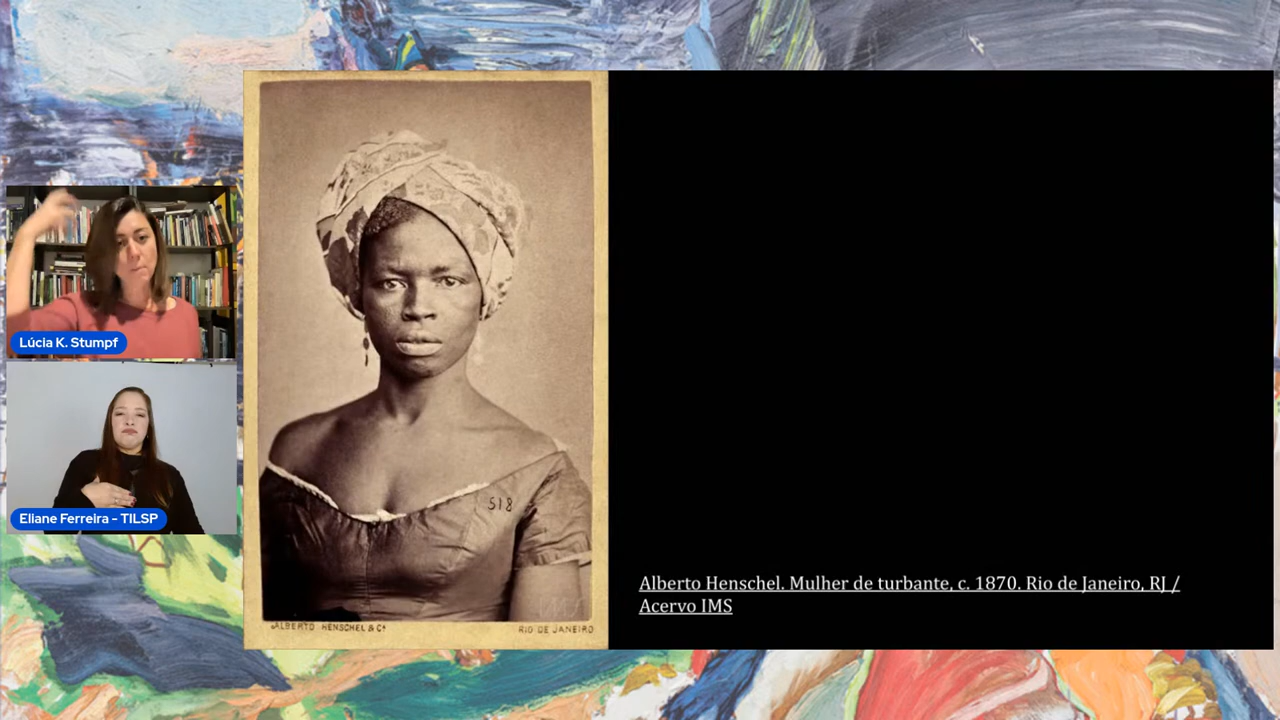 Lúcia K. Stumpf
Eliane Ferreira - TILSP
518
ALBERTO HENSCHEL & Cª
RIO DE JANEIRO
Alberto Henschel. Mulher de turbante, c. 1870. Rio de Janeiro, RJ /
Acervo IMS